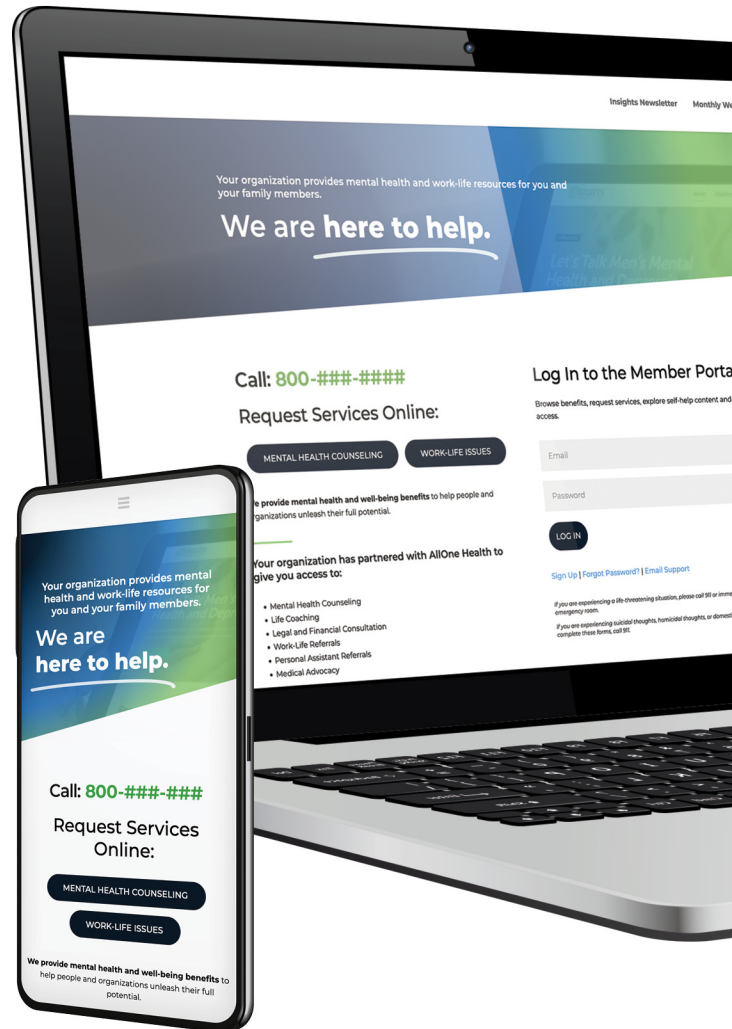 Insights Newsletter Monthly
Your organization provides mental health and work-life resources for you and
your family members.
We are here to help.
Let's Talk Men's Mental
Health and
Call: 800-###-####
Request Services Online:
MENTAL HEALTH COUNSELING WORK-LIFE ISSUES
We provide mental health and well-being benefits to help people and
organizations unleash their full potential.
Your organization has partnered with AllOne Health to
give you access to:
• Mental Health Counseling
• Life Coaching
• Legal and Financial Consultation
• Work-Life Referrals
• Personal Assistant Referrals
• Medical Advocacy
Log In to the Member Porta
Browse benefits, request services, explore self-help content and
access.
Email
Password
LOG IN
Sign Up | Forgot Password? | Email Support
If you are experiencing a life-threatening situation, please call 911 or imme
emergency room.
If you are experiencing suicidal thoughts, homicidal thoughts, or domesti
complete these forms, call 911.
Your organization provides mental
health and work-life resources for
you and your family members.
We are
here to help.
Call: 800-###-###
Request Services
Online:
MENTAL HEALTH COUNSELING
WORK-LIFE ISSUES
We provide mental health and well-being benefits to
help people and organizations unleash their full
potential.